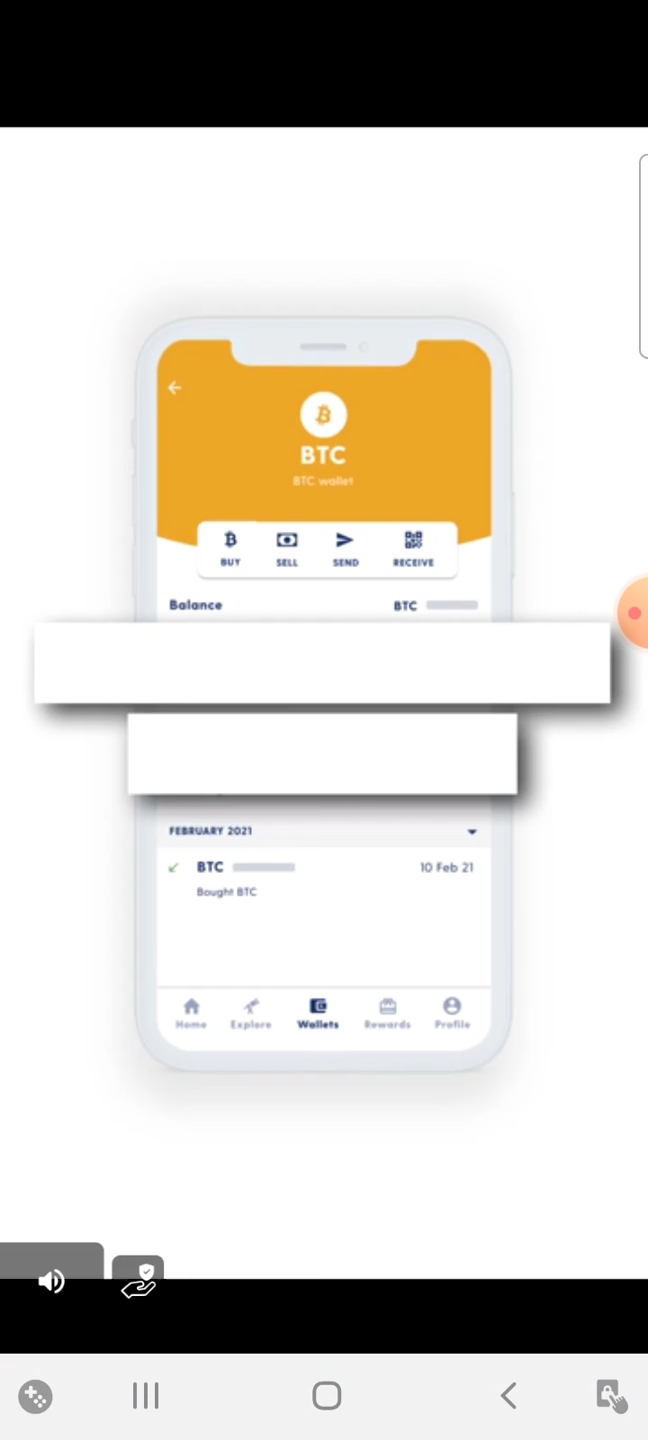 BTC
BTC wallet
BUY SELL SEND RECEIVE
Balance BTC
FEBRUARY 2021
BTC 10 Feb 21
Bought BTC
Home Explore Wallets Rewards Profile